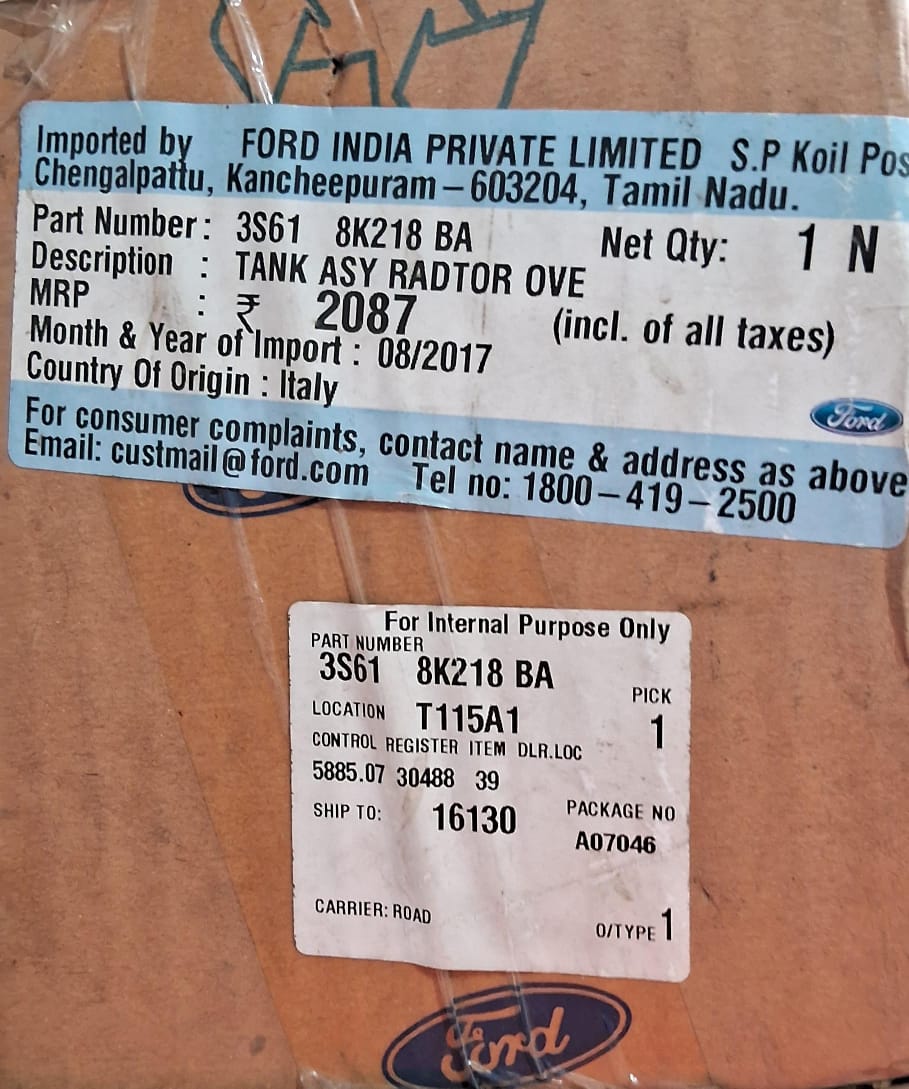 Imported by FORD INDIA PRIVATE LIMITED S.P Koil Pos
Chengalpattu, Kancheepuram – 603204, Tamil Nadu.
Part Number : 3S61 8K218 BA Net Qty: 1 N
Description : TANK ASY RADTOR OVE
MRP : ₹ 2087 (incl. of all taxes)
Month & Year of Import : 08/2017
Country Of Origin : Italy
Ford
For consumer complaints, contact name & address as above
Email: custmail@ford.com Tel no: 1800–419–2500
For Internal Purpose Only
PART NUMBER
3S61 8K218 BA
PICK
LOCATION T115A1 1
CONTROL REGISTER ITEM DLR.LOC
5885.07 30488 39
SHIP TO: 16130 PACKAGE NO
A07046
CARRIER: ROAD O/TYPE 1
Ford